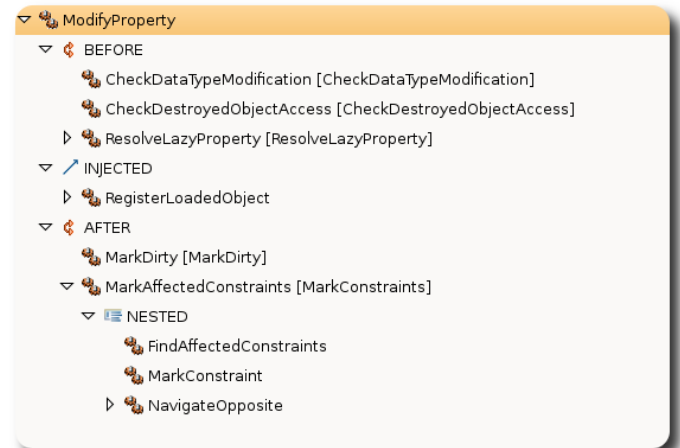 ModifyProperty
BEFORE
CheckDataTypeModification [CheckDataTypeModification]
CheckDestroyedObjectAccess [CheckDestroyedObjectAccess]
ResolveLazyProperty [ResolveLazyProperty]
INJECTED
RegisterLoadedObject
AFTER
MarkDirty [MarkDirty]
MarkAffectedConstraints [MarkConstraints]
NESTED
FindAffectedConstraints
MarkConstraint
NavigateOpposite